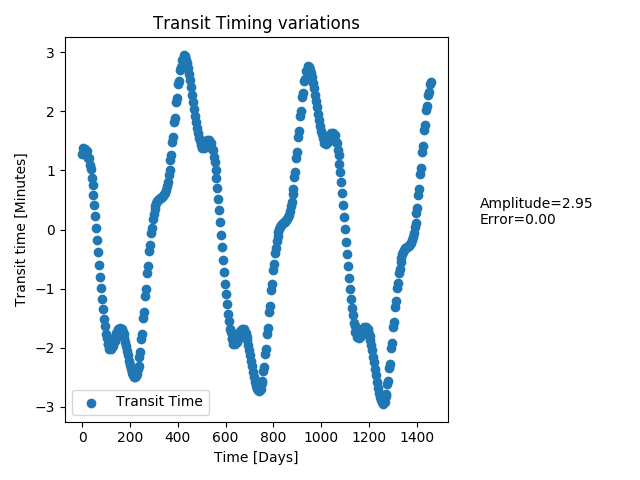 Transit Timing variations
Transit time [Minutes]
3
2
1
0
−1
−2
−3
Amplitude=2.95
Error=0.00
Transit Time
0 200 400 600 800 1000 1200 1400
Time [Days]